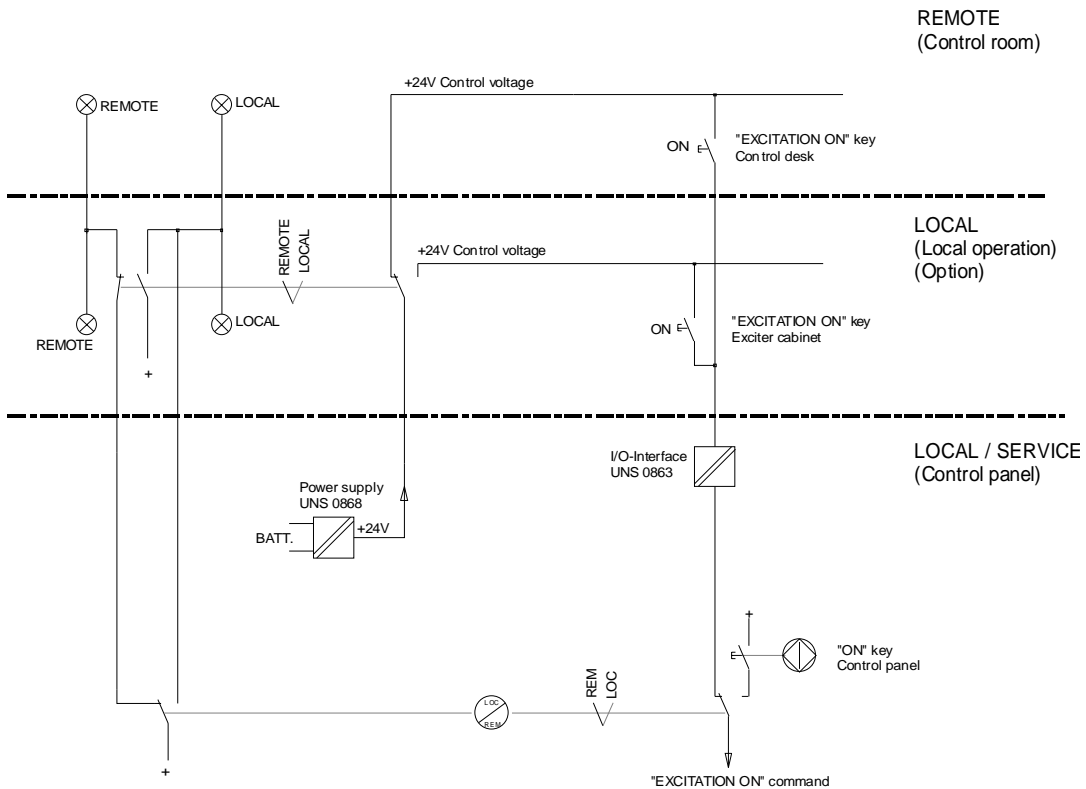 REMOTE
(Control room)
+24V Control voltage
REMOTE
LOCAL
ON
"EXCITATION ON" key
Control desk
LOCAL
(Local operation)
(Option)
REMOTE
LOCAL
+24V Control voltage
REMOTE
LOCAL
ON
"EXCITATION ON" key
Exciter cabinet
+
LOCAL / SERVICE
(Control panel)
I/O-Interface
UNS 0863
Power supply
UNS 0868
BATT.
+24V
+
"ON" key
Control panel
REM
LOC
LOC
REM
+
"EXCITATION ON" command